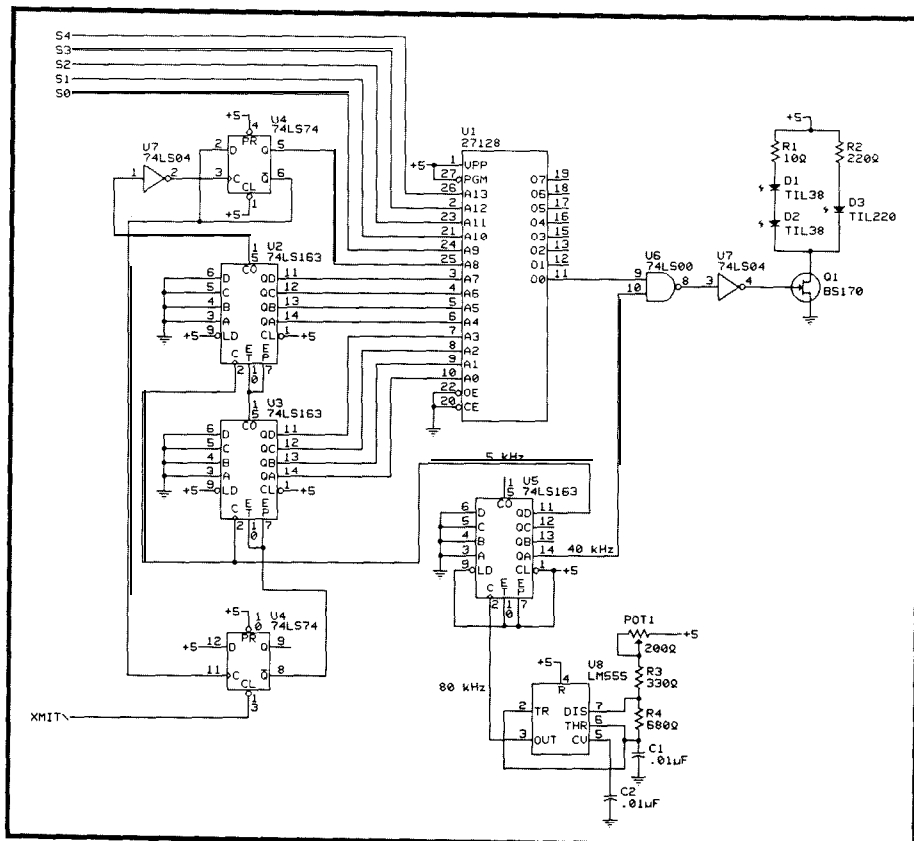 S4
S3
S2
S1
S0
+5
4
U4
74LS74
PR
2 D Q 5
U7
74LS04
1 2 3 C Q 6
CL
+5 1
U1
27128
+5 1 VPP
27 PGM
26 A13
2 A12
23 A11
21 A10
24 A9
25 A8
3 A7
4 A6
5 A5
6 A4
7 A3
8 A2
9 A1
10 A0
22 OE
20 CE
O7 19
O6 18
O5 17
O4 16
O3 15
O2 13
O1 12
O0 11
+5
R1
10Ω
R2
220Ω
D1
TIL38
D2
TIL38
D3
TIL220
U6
74LS00
9
10
8
U7
74LS04
3 4
Q1
BS170
15
U2
74LS163
CO
6 D QD 11
5 C QC 12
4 B QB 13
3 A QA 14
+5 9 LD CL 1 +5
C ET EP
2 10 7
15
U3
74LS163
CO
6 D QD 11
5 C QC 12
4 B QB 13
3 A QA 14
+5 9 LD CL 1 +5
C ET EP
2 10 7
5 kHz
15
U5
74LS163
CO
6 D QD 11
5 C QC 12
4 B QB 13
3 A QA 14 40 kHz
9 LD CL 1 +5
C ET EP
2 10 7
+5
10
U4
74LS74
PR
+5 12 D Q 9
11 C Q 8
CL
13
XMIT\
80 kHz
POT1
+5
200Ω
R3
330Ω
R4
680Ω
C1
.01µF
+5
4
U8
LM555
R
2 TR DIS 7
THR 6
3 OUT CV 5
C2
.01µF